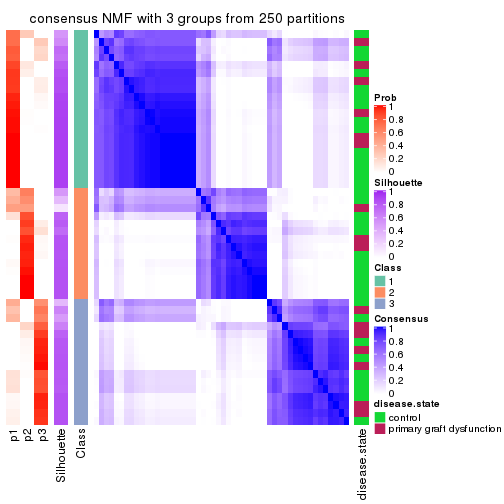 consensus NMF with 3 groups from 250 partitions
Prob
1
0.8
0.6
0.4
0.2
0
Silhouette
1
0.8
0.6
0.4
0.2
0
Class
1
2
3
Consensus
1
0.8
0.6
0.4
0.2
0
disease.state
control
primary graft dysfunction
p1
p2
p3
Silhouette
Class
disease.state